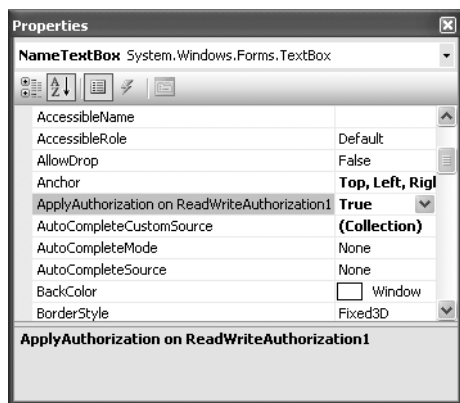 Properties
NameTextBox System.Windows.Forms.TextBox
AccessibleName
AccessibleRole Default
AllowDrop False
Anchor Top, Left, Rigl
ApplyAuthorization on ReadWriteAuthorization1 True
AutoCompleteCustomSource (Collection)
AutoCompleteMode None
AutoCompleteSource None
BackColor Window
BorderStyle Fixed3D
ApplyAuthorization on ReadWriteAuthorization1